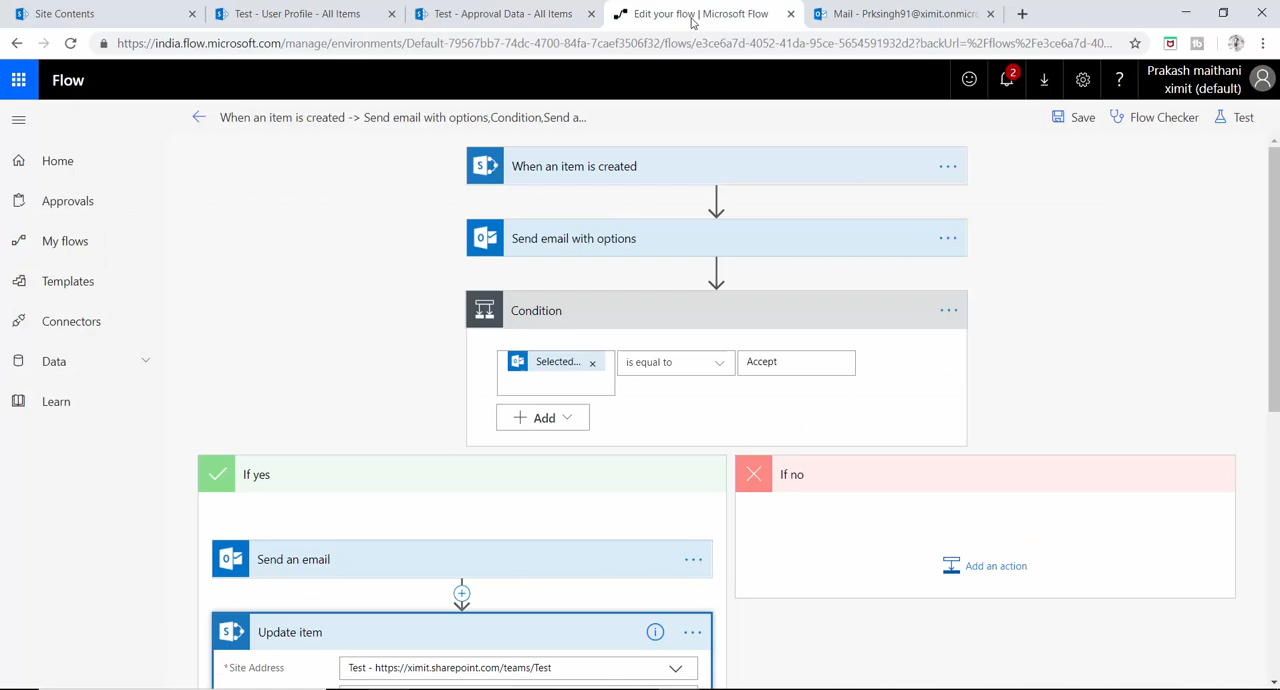 Site Contents
Test - User Profile - All Items
Test - Approval Data - All Items
Edit your flow | Microsoft Flow
Mail - Prksingh91@ximit.onmicr
https://india.flow.microsoft.com/manage/environments/Default-79517bb7-74dc-4700-84fa-7caef3506f32/flows/e3ce6a7d-4052-41da-95ce-5654591932d2?backUrl=%2Fflows%2Fe3ce6a7d-40...
Flow
2
?
Prakash maithani
ximit (default)
When an item is created -> Send email with options,Condition,Send a...
Save
Flow Checker
Test
Home
Approvals
My flows
Templates
Connectors
Data
Learn
When an item is created
Send email with options
Condition
Selected... x
is equal to
Accept
Add
If yes
If no
Send an email
Add an action
Update item
*Site Address
Test - https://ximit.sharepoint.com/teams/Test